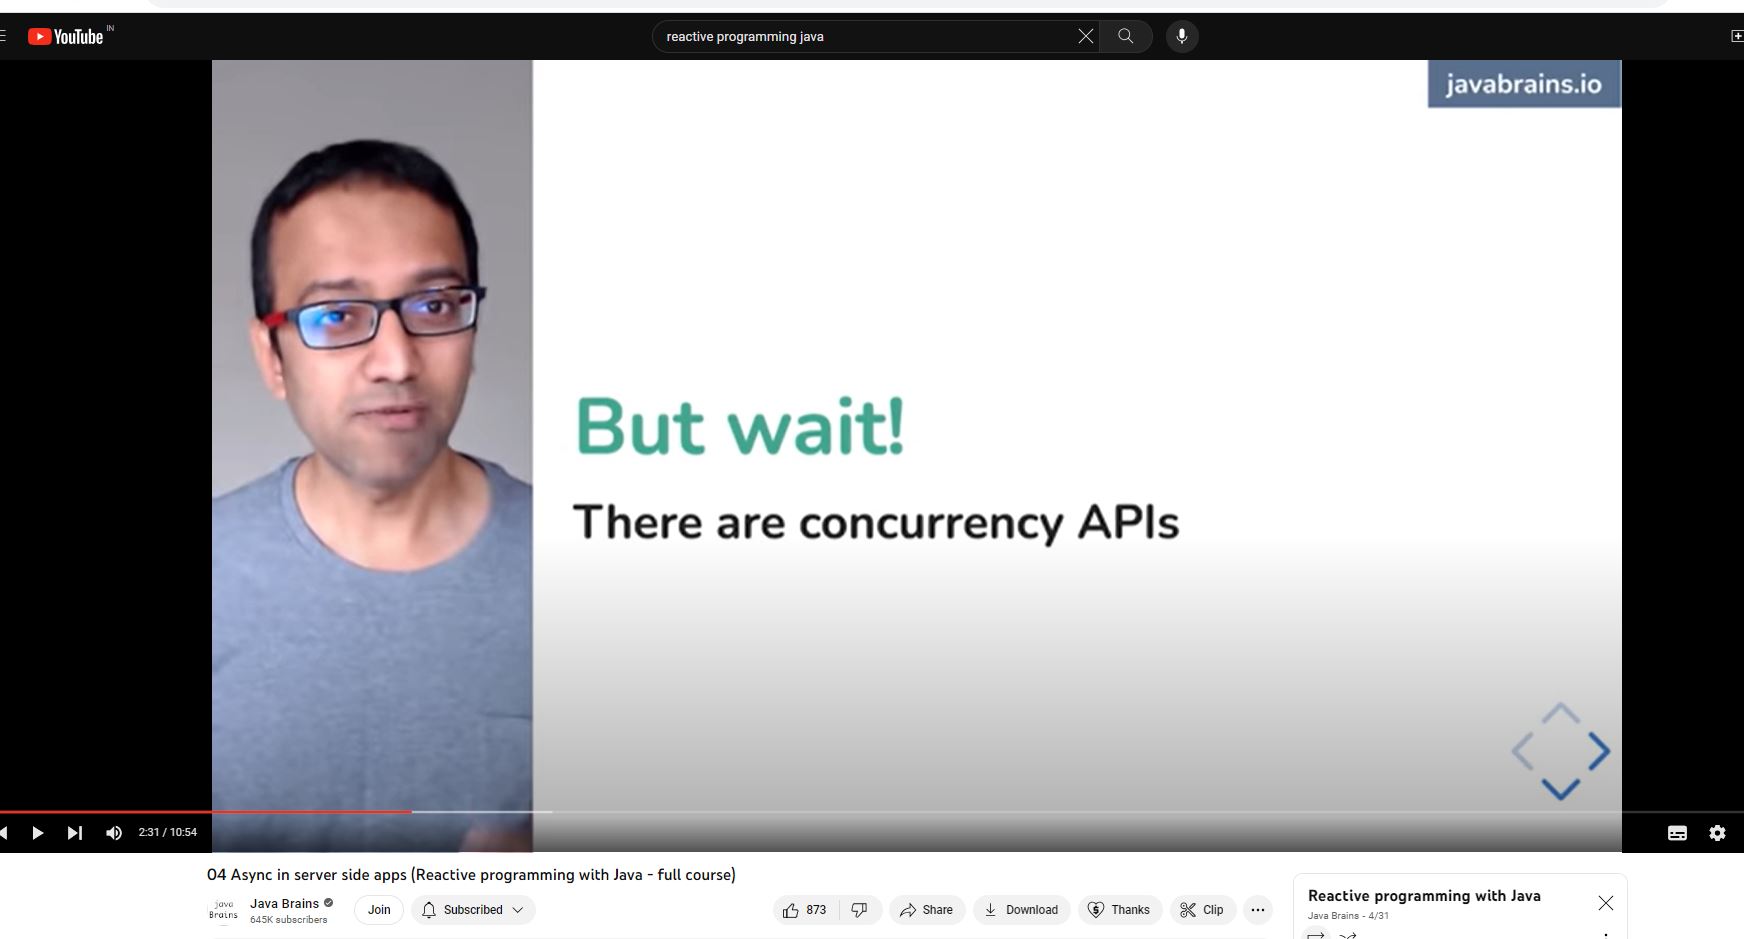 YouTube IN
reactive programming java
javabrains.io
But wait!
There are concurrency APIs
2:31 / 10:54
04 Async in server side apps (Reactive programming with Java - full course)
java
Brains
Java Brains
645K subscribers
Join
Subscribed
873
Share
Download
Thanks
Clip
Reactive programming with Java
Java Brains - 4/31